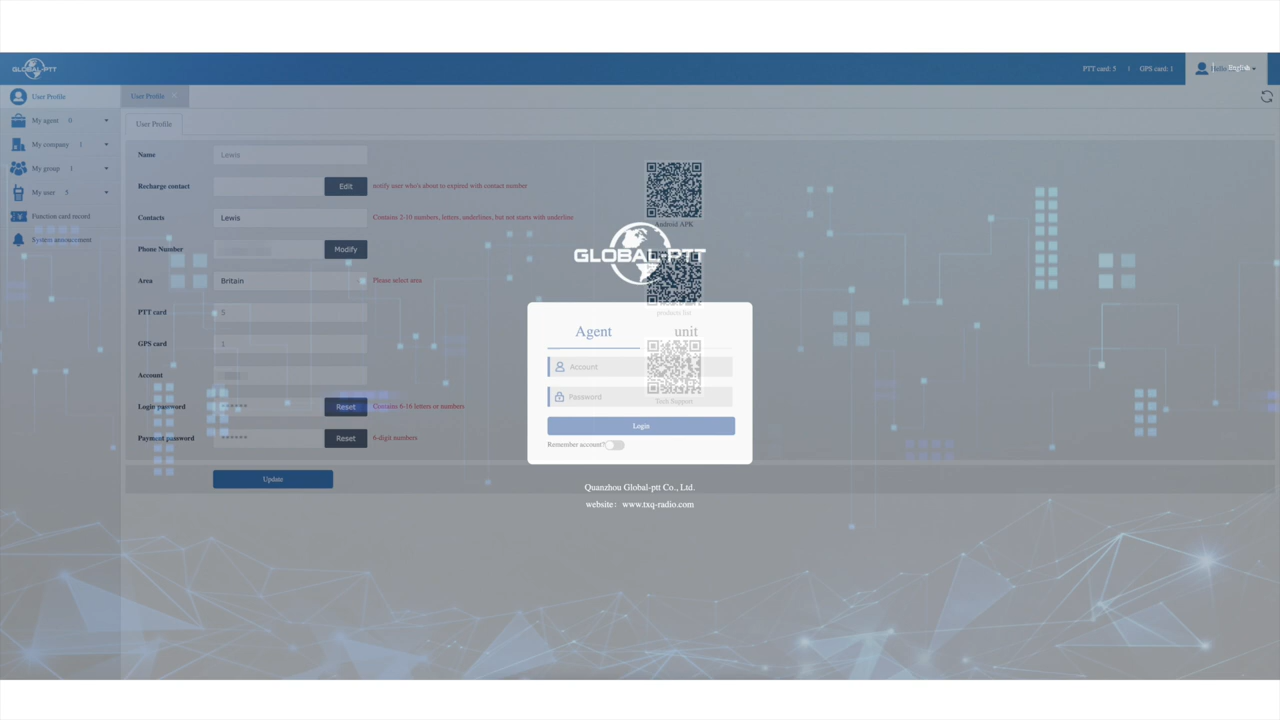 GLOBAL-PTT
PTT card: 5
GPS card: 1
English
User Profile
My agent 0
My company 1
My group 1
My user 5
Function card record
System announcement
User Profile
User Profile
Name
Lewis
Recharge contact
Edit
notify user who's about to expired with contact number
Contacts
Lewis
Contains 2-10 numbers, letters, underlines, but not starts with underline
Phone Number
Modify
Area
Britain
Please select area
PTT card
5
GPS card
1
Account
Login password
******
Reset
Contains 6-16 letters or numbers
Payment password
******
Reset
6-digit numbers
Update
Android APK
GLOBAL-PTT
products list
Tech Support
Agent
unit
Account
Password
Login
Remember account?
Quanzhou Global-ptt Co., Ltd.
website: www.txq-radio.com